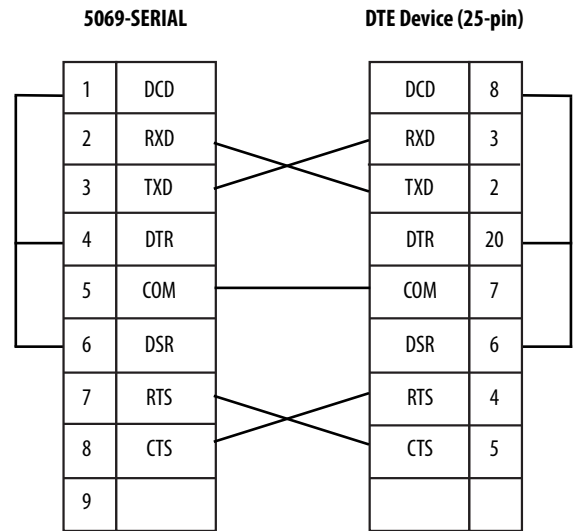 5069-SERIAL DTE Device (25-pin)
1 DCD DCD 8
2 RXD RXD 3
3 TXD TXD 2
4 DTR DTR 20
5 COM COM 7
6 DSR DSR 6
7 RTS RTS 4
8 CTS CTS 5
9